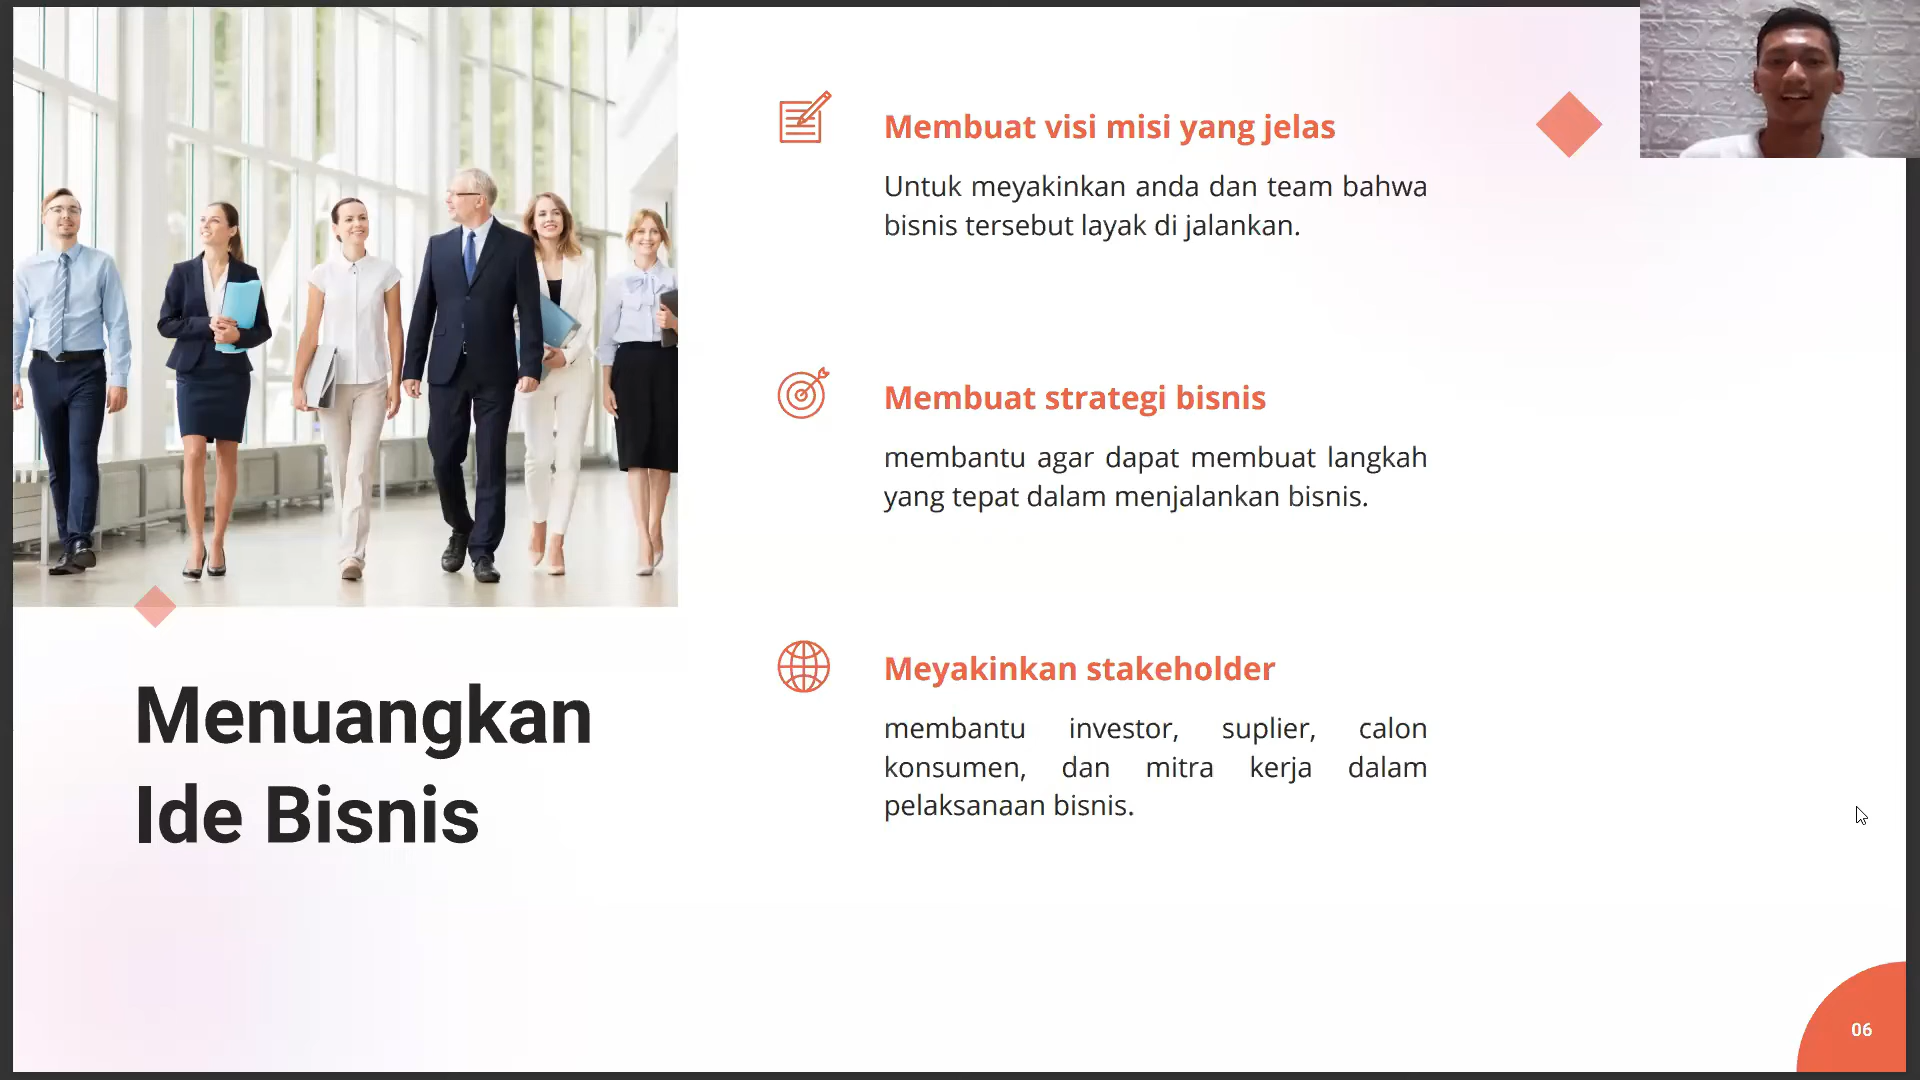 Menuangkan
Ide Bisnis
Membuat visi misi yang jelas
Untuk meyakinkan anda dan team bahwa
bisnis tersebut layak di jalankan.
Membuat strategi bisnis
membantu agar dapat membuat langkah
yang tepat dalam menjalankan bisnis.
Meyakinkan stakeholder
membantu investor, suplier, calon
konsumen, dan mitra kerja dalam
pelaksanaan bisnis.
06